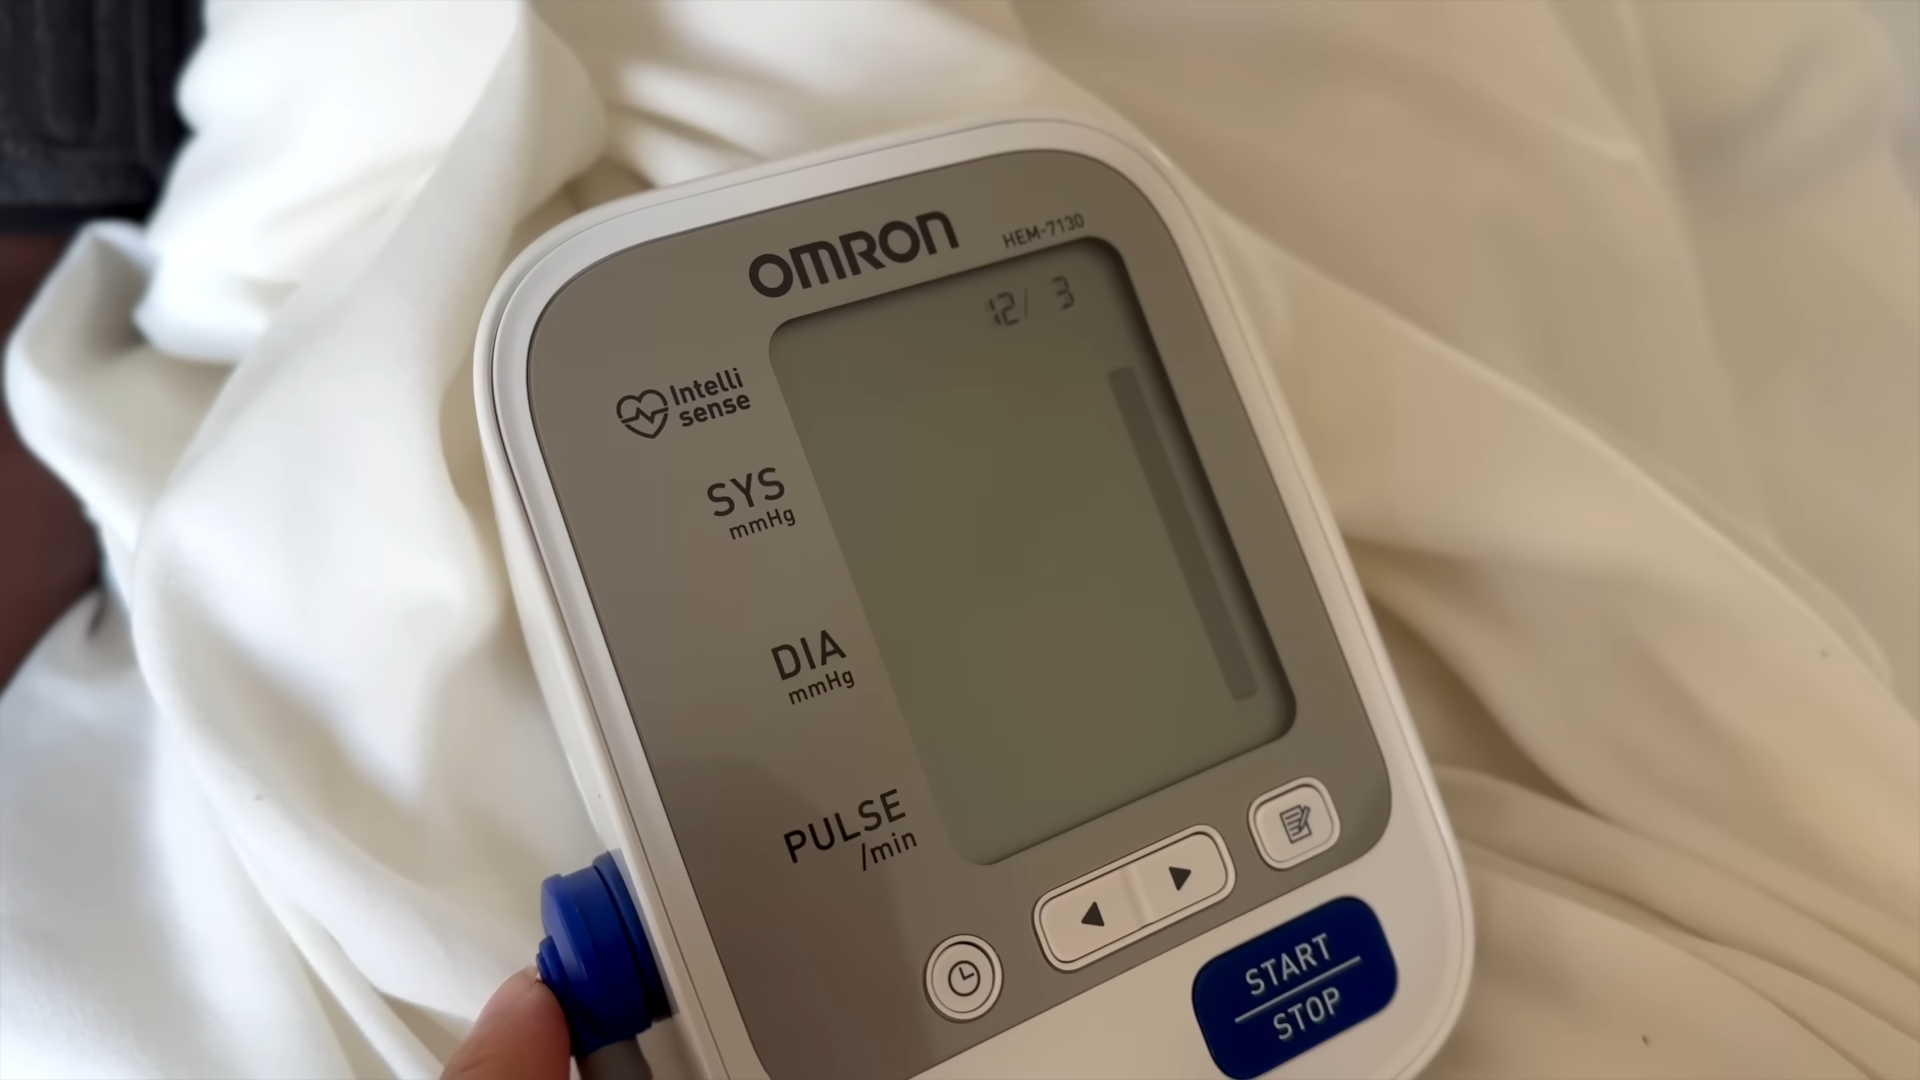 OMRON
HEM-7130
12/ 3
Intelli
sense
SYS
mmHg
DIA
mmHg
PULSE
/min
START
STOP